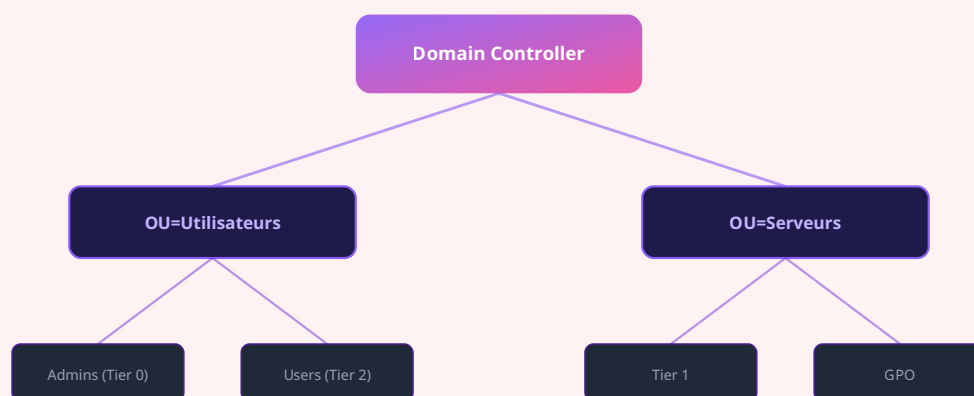 Domain Controller
OU=Utilisateurs
OU=Serveurs
Admins (Tier 0)
Users (Tier 2)
Tier 1
GPO